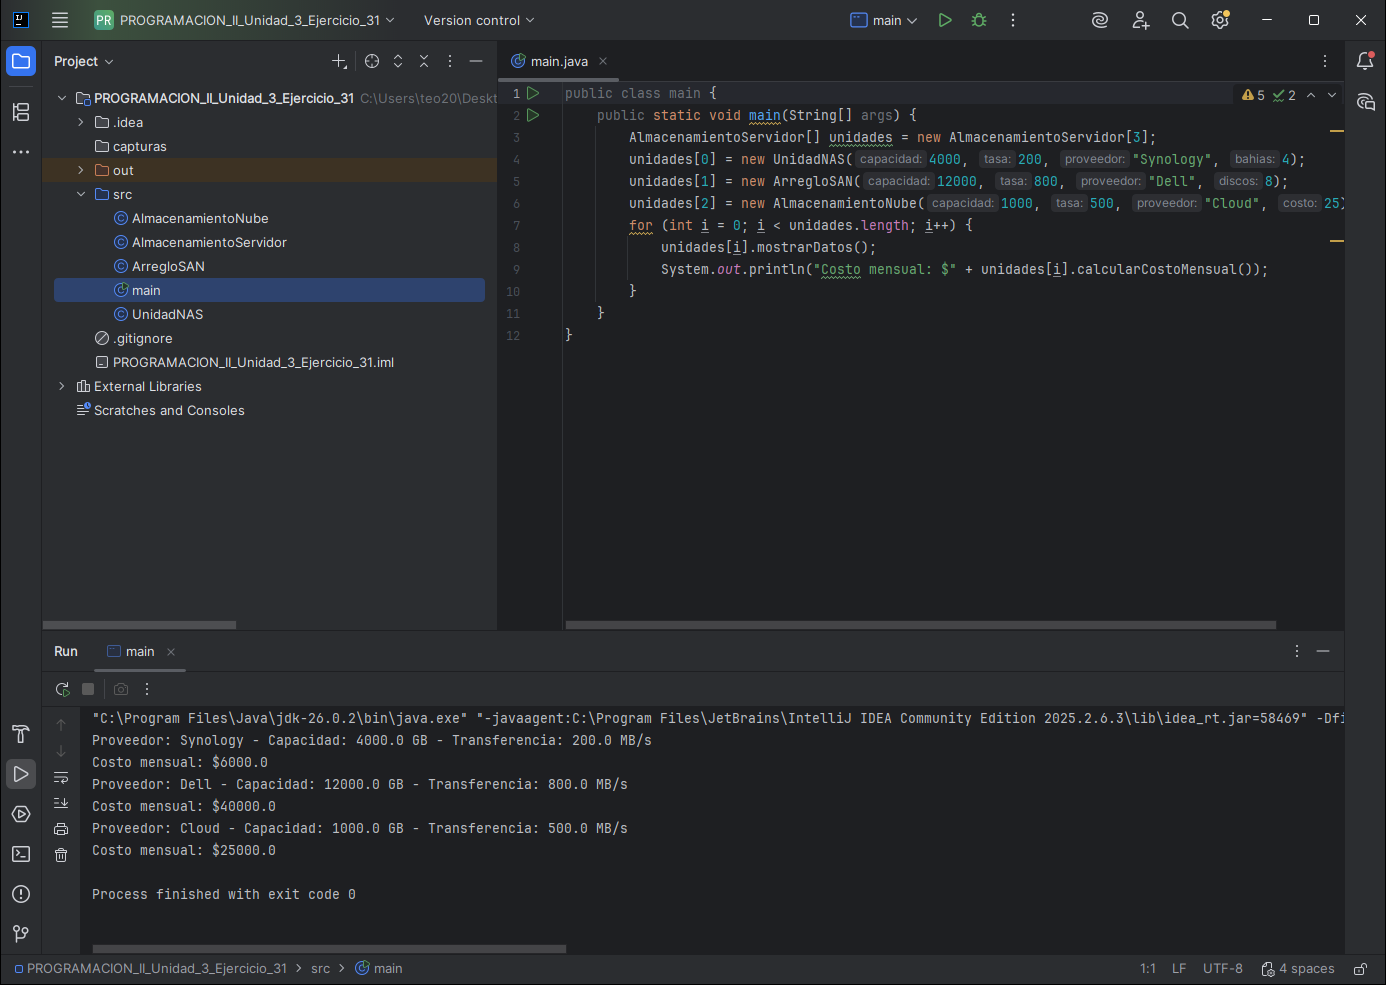 PR PROGRAMACION_II_Unidad_3_Ejercicio_31 Version control main
Project
main.java
PROGRAMACION_II_Unidad_3_Ejercicio_31 C:\Users\teo20\Deskt
.idea
capturas
out
src
AlmacenamientoNube
AlmacenamientoServidor
ArregloSAN
main
UnidadNAS
.gitignore
PROGRAMACION_II_Unidad_3_Ejercicio_31.iml
External Libraries
Scratches and Consoles
5 2
1 public class main {
2 public static void main(String[] args) {
3 AlmacenamientoServidor[] unidades = new AlmacenamientoServidor[3];
4 unidades[0] = new UnidadNAS( capacidad: 4000, tasa: 200, proveedor: "Synology", bahias: 4);
5 unidades[1] = new ArregloSAN( capacidad: 12000, tasa: 800, proveedor: "Dell", discos: 8);
6 unidades[2] = new AlmacenamientoNube( capacidad: 1000, tasa: 500, proveedor: "Cloud", costo: 25)
7 for (int i = 0; i < unidades.length; i++) {
8 unidades[i].mostrarDatos();
9 System.out.println("Costo mensual: $" + unidades[i].calcularCostoMensual());
10 }
11 }
12 }
Run main
"C:\Program Files\Java\jdk-26.0.2\bin\java.exe" "-javaagent:C:\Program Files\JetBrains\IntelliJ IDEA Community Edition 2025.2.6.3\lib\idea_rt.jar=58469" -Dfi
Proveedor: Synology - Capacidad: 4000.0 GB - Transferencia: 200.0 MB/s
Costo mensual: $6000.0
Proveedor: Dell - Capacidad: 12000.0 GB - Transferencia: 800.0 MB/s
Costo mensual: $40000.0
Proveedor: Cloud - Capacidad: 1000.0 GB - Transferencia: 500.0 MB/s
Costo mensual: $25000.0
Process finished with exit code 0
PROGRAMACION_II_Unidad_3_Ejercicio_31 > src > main 1:1 LF UTF-8 4 spaces